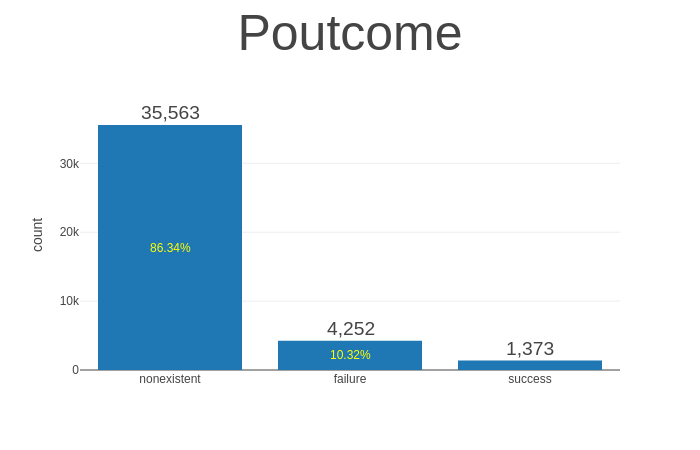 Poutcome
35,563
30k
86.34%
count
20k
10k
4,252
10.32%
1,373
0
nonexistent
failure
success